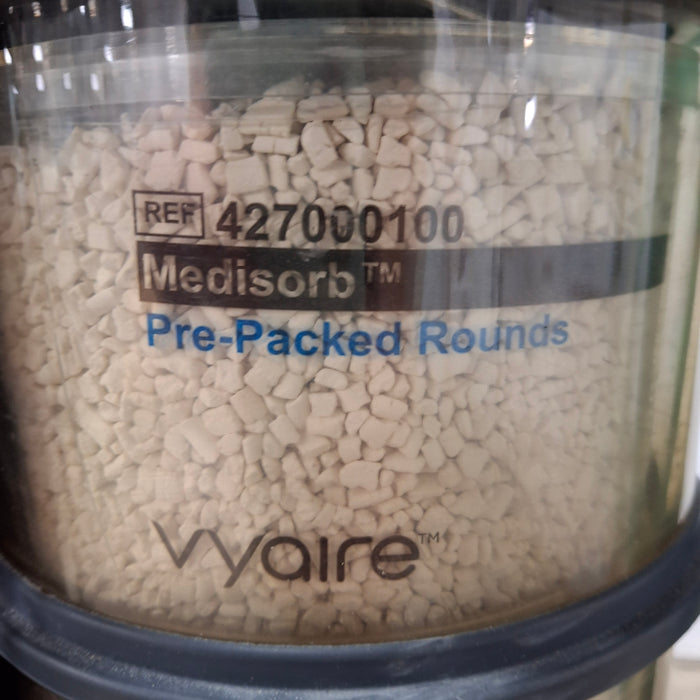 REF 427000100
Medisorb™
Pre-Packed Rounds
vyaire™